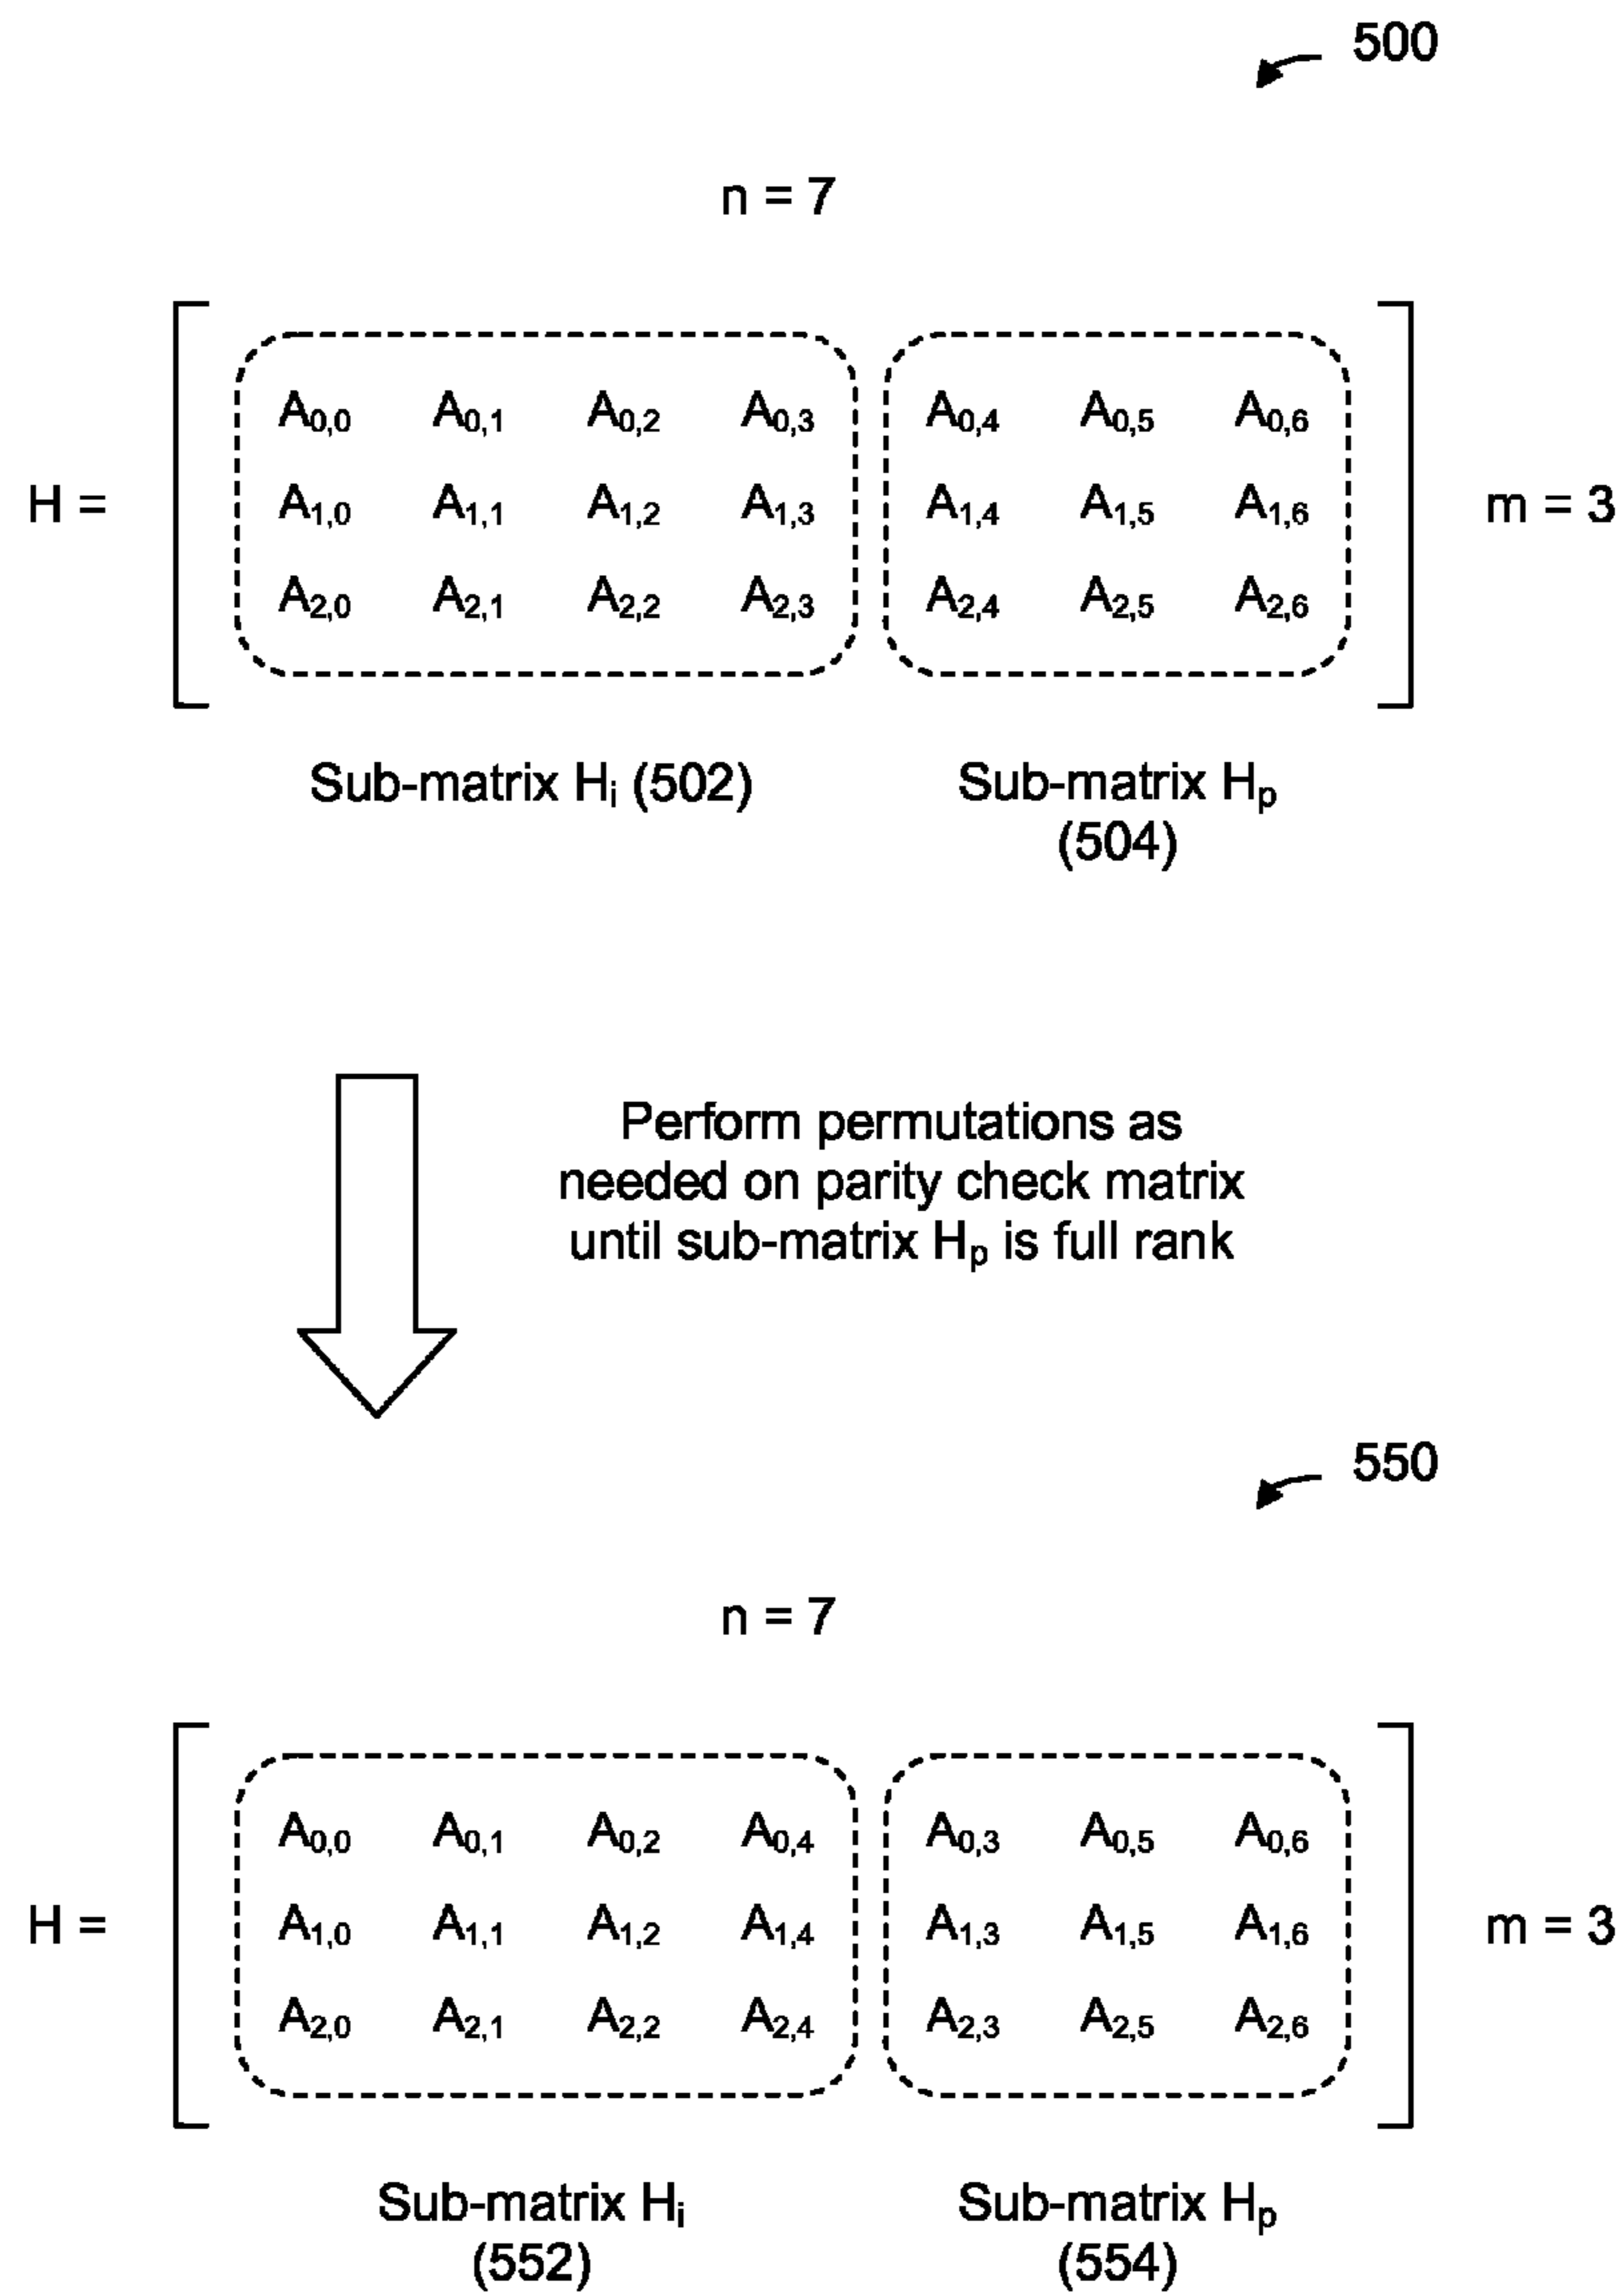 500
n = 7
A0,0 A0,1 A0,2 A0,3 A0,4 A0,5 A0,6
H = A1,0 A1,1 A1,2 A1,3 A1,4 A1,5 A1,6 m = 3
A2,0 A2,1 A2,2 A2,3 A2,4 A2,5 A2,6
Sub-matrix Hi (502) Sub-matrix Hp
(504)
Perform permutations as
needed on parity check matrix
until sub-matrix Hp is full rank
550
n = 7
A0,0 A0,1 A0,2 A0,4 A0,3 A0,5 A0,6
H = A1,0 A1,1 A1,2 A1,4 A1,3 A1,5 A1,6 m = 3
A2,0 A2,1 A2,2 A2,4 A2,3 A2,5 A2,6
Sub-matrix Hi Sub-matrix Hp
(552) (554)